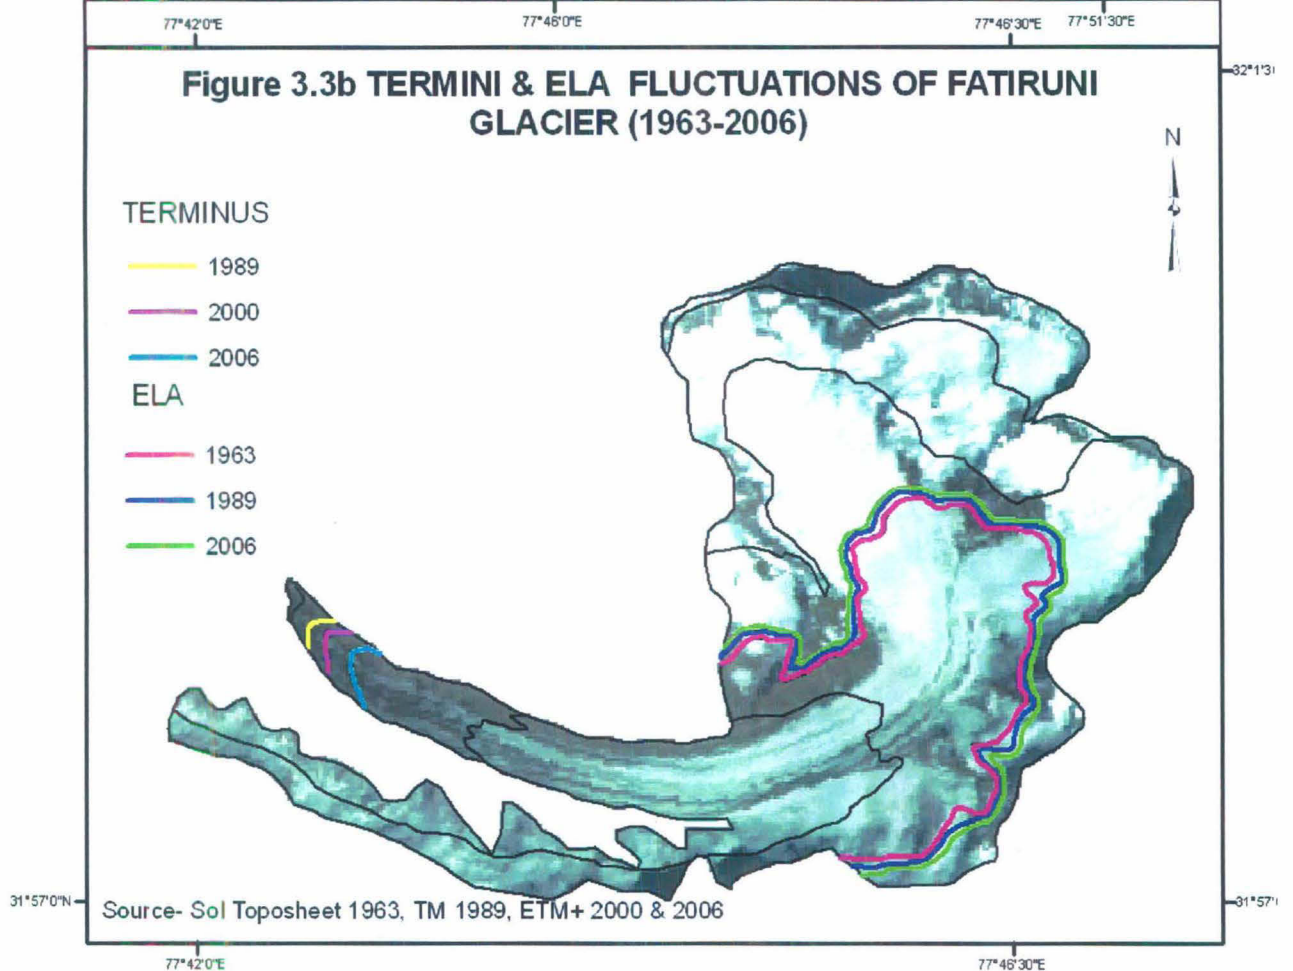 77°42'0"E 77°46'0"E 77°46'30"E 77°51'30"E
32°1'3
Figure 3.3b TERMINI & ELA FLUCTUATIONS OF FATIRUNI
GLACIER (1963-2006)
N
TERMINUS
1989
2000
2006
ELA
1963
1989
2006
31°57'0"N
31°57'
Source- SoI Toposheet 1963, TM 1989, ETM+ 2000 & 2006
77°42'0"E 77°46'30"E